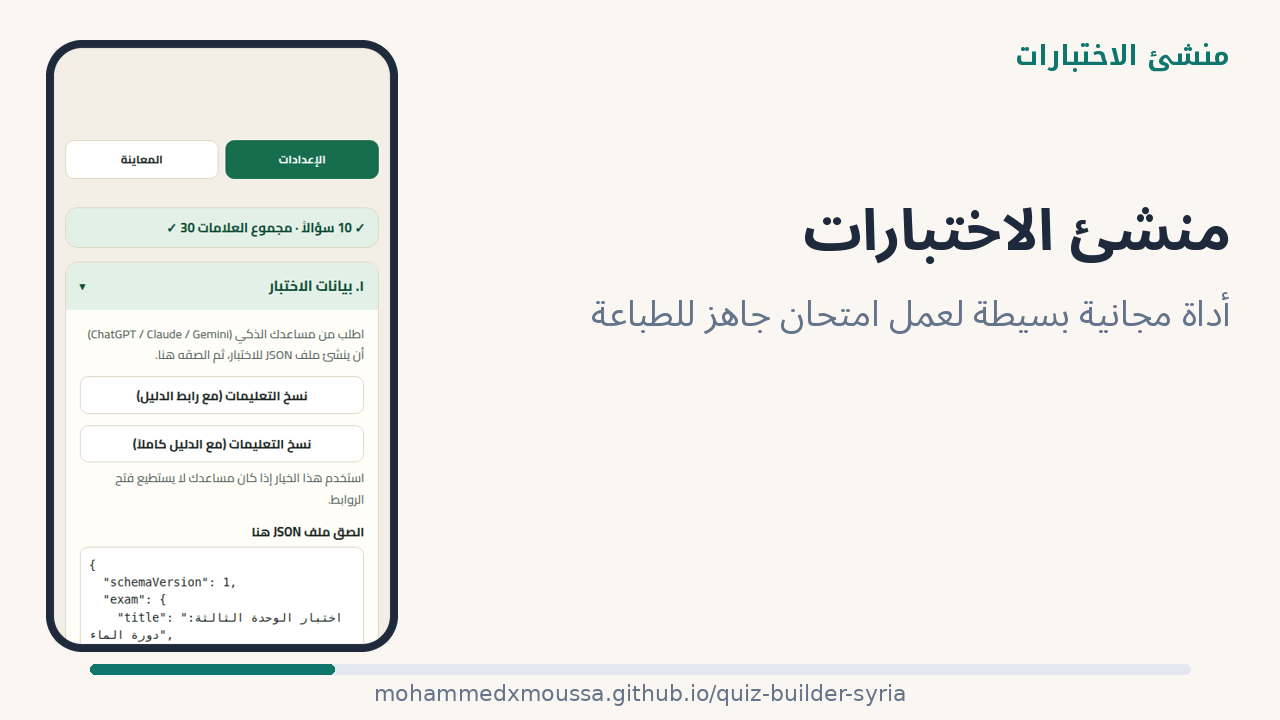 منشئ الاختبارات
منشئ الاختبارات
أداة مجانية بسيطة لعمل امتحان جاهز للطباعة
الإعدادات
المعاينة
✓ 10 سؤالاً · مجموع العلامات 30 ✓
١. بيانات الاختبار ▾
اطلب من مساعدك الذكي (ChatGPT / Claude / Gemini)
أن ينشئ ملف JSON للاختبار، ثم الصقه هنا.
نسخ التعليمات (مع رابط الدليل)
نسخ التعليمات (مع الدليل كاملاً)
استخدم هذا الخيار إذا كان مساعدك لا يستطيع فتح
الروابط.
الصق ملف JSON هنا
{
"schemaVersion": 1,
"exam": {
"title": "اختبار الوحدة الثالثة:
دورة الماء",
mohammedxmoussa.github.io/quiz-builder-syria